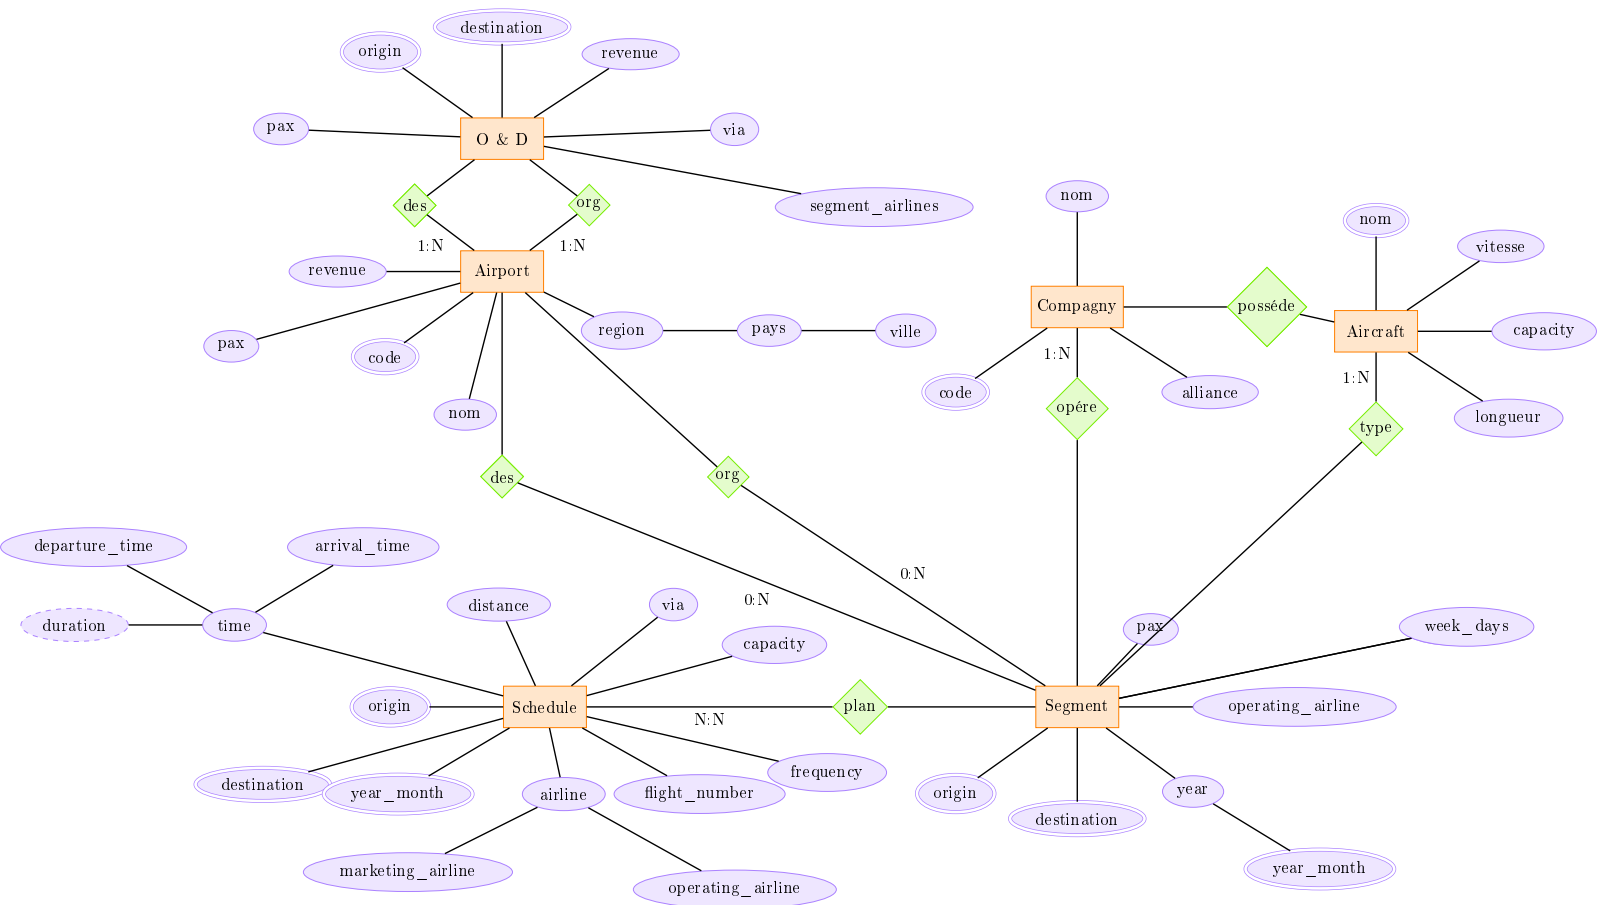 destination
origin
revenue
pax
O & D
via
des
org
segment_airlines
1:N
1:N
revenue
Airport
pax
code
region
pays
ville
nom
nom
nom
vitesse
Compagny
posséde
Aircraft
capacity
1:N
code
alliance
opére
1:N
longueur
type
des
org
0:N
0:N
departure_time
arrival_time
duration
time
distance
via
capacity
pax
week_days
origin
Schedule
N:N
plan
Segment
operating_airline
destination
year_month
airline
flight_number
frequency
origin
destination
year
marketing_airline
operating_airline
year_month